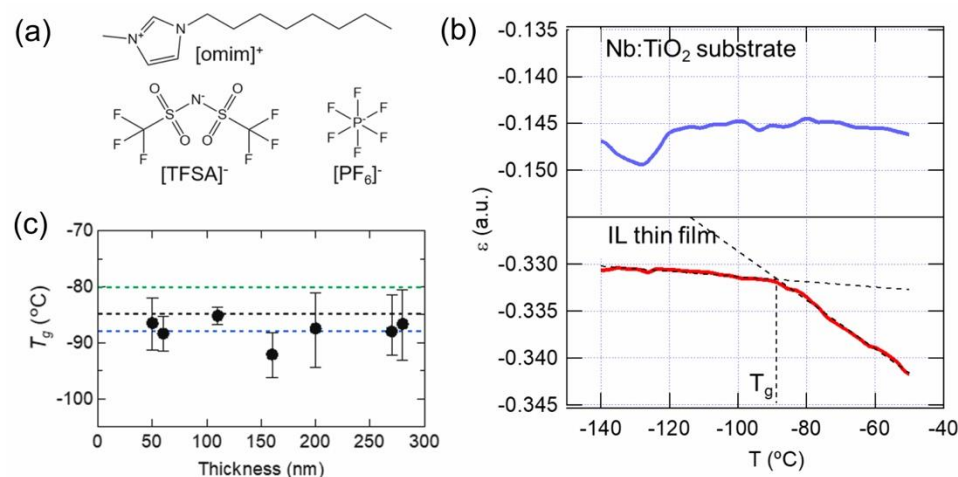 (a)
N⁺
N
[omim]⁺
O
O
N⁻
F
S
S
F
F
O
O
F
F
F
[TFSA]⁻
F
F
F
P⁻
F
F
F
[PF₆]⁻
(b)
-0.135
Nb:TiO₂ substrate
-0.140
-0.145
-0.150
ε (a.u.)
IL thin film
-0.330
-0.335
-0.340
-0.345
T_g
-140
-120
-100
-80
-60
-40
T (ºC)
(c)
-70
-80
-90
-100
T_g (ºC)
0
50
100
150
200
250
300
Thickness (nm)